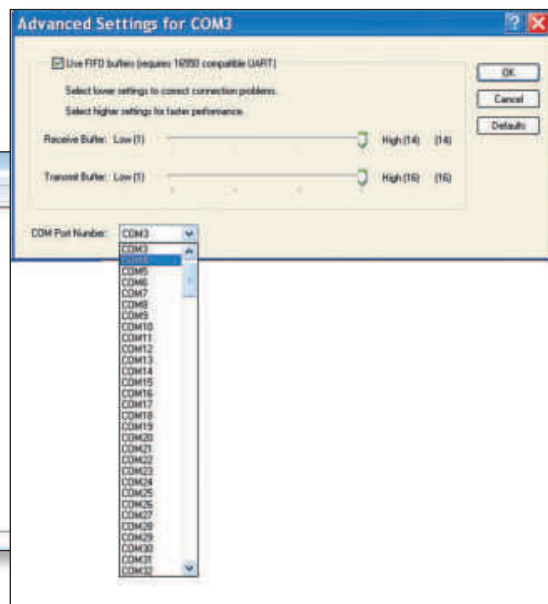 Advanced Settings for COM3
Use FIFO buffers (requires 16550 compatible UART)
Select lower settings to correct connection problems.
Select higher settings for faster performance.
Receive Buffer: Low (1) High (14) (14)
Transmit Buffer: Low (1) High (16) (16)
OK
Cancel
Defaults
COM Port Number: COM3
COM3
COM4
COM5
COM6
COM7
COM8
COM9
COM10
COM11
COM12
COM13
COM14
COM15
COM16
COM17
COM18
COM19
COM20
COM21
COM22
COM23
COM24
COM25
COM26
COM27
COM28
COM29
COM30
COM31
COM32